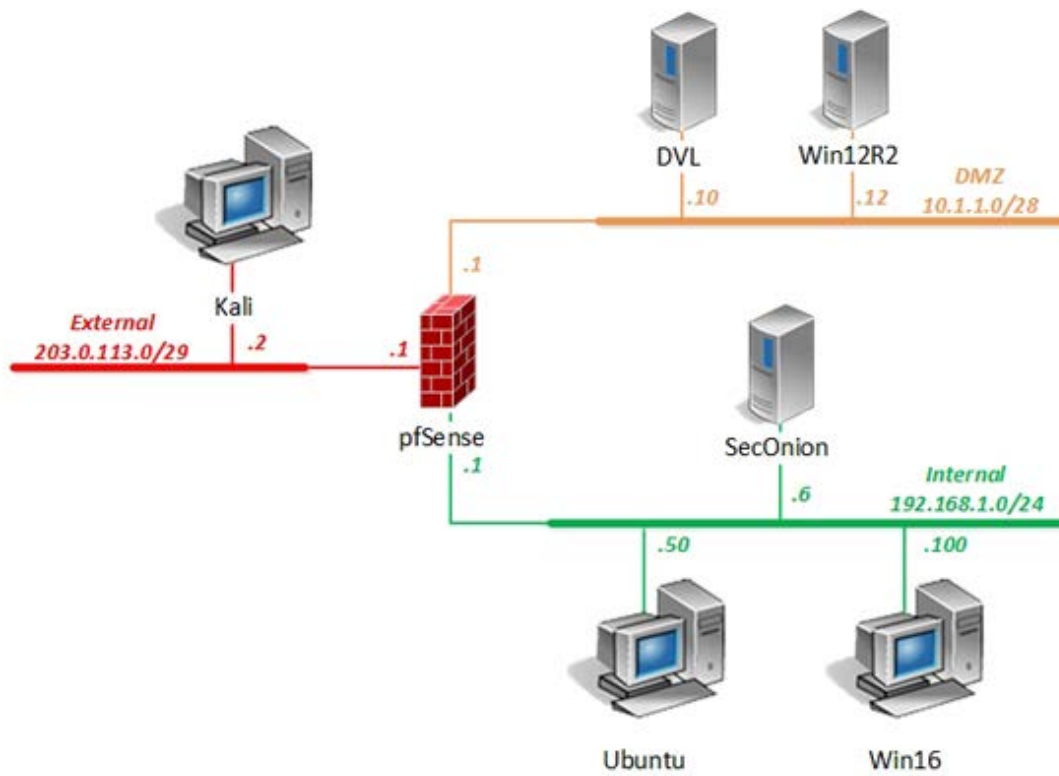 DVL
Win12R2
DMZ
.10
.12
10.1.1.0/28
.1
Kali
External
203.0.113.0/29
.2
.1
pfSense
.1
SecOnion
.6
Internal
192.168.1.0/24
.50
.100
Ubuntu
Win16